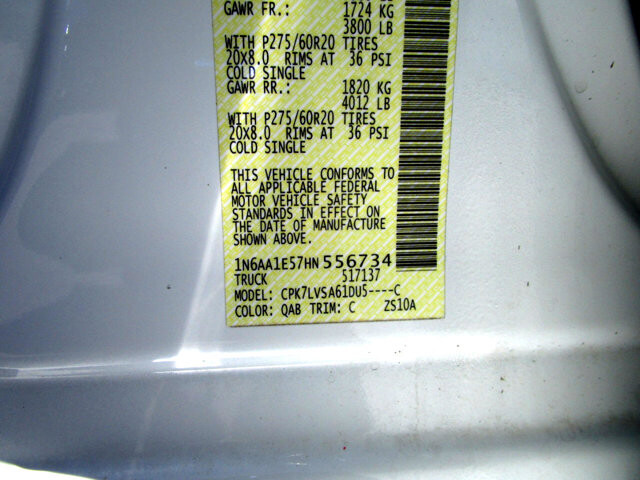 GAWR FR.: 1724 KG
3800 LB
WITH P275/60R20 TIRES
20X8.0 RIMS AT 36 PSI
COLD SINGLE
GAWR RR.: 1820 KG
4012 LB
WITH P275/60R20 TIRES
20X8.0 RIMS AT 36 PSI
COLD SINGLE
THIS VEHICLE CONFORMS TO
ALL APPLICABLE FEDERAL
MOTOR VEHICLE SAFETY
STANDARDS IN EFFECT ON
THE DATE OF MANUFACTURE
SHOWN ABOVE.
1N6AA1E57HN 556734
TRUCK 517137
MODEL: CPK7LVSA61DU5----C
COLOR: QAB TRIM: C ZS10A